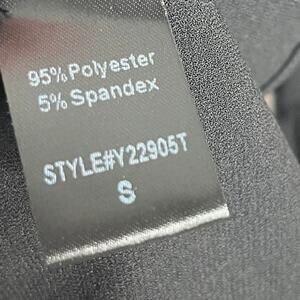 95% Polyester
5% Spandex
STYLE#Y22905T
S